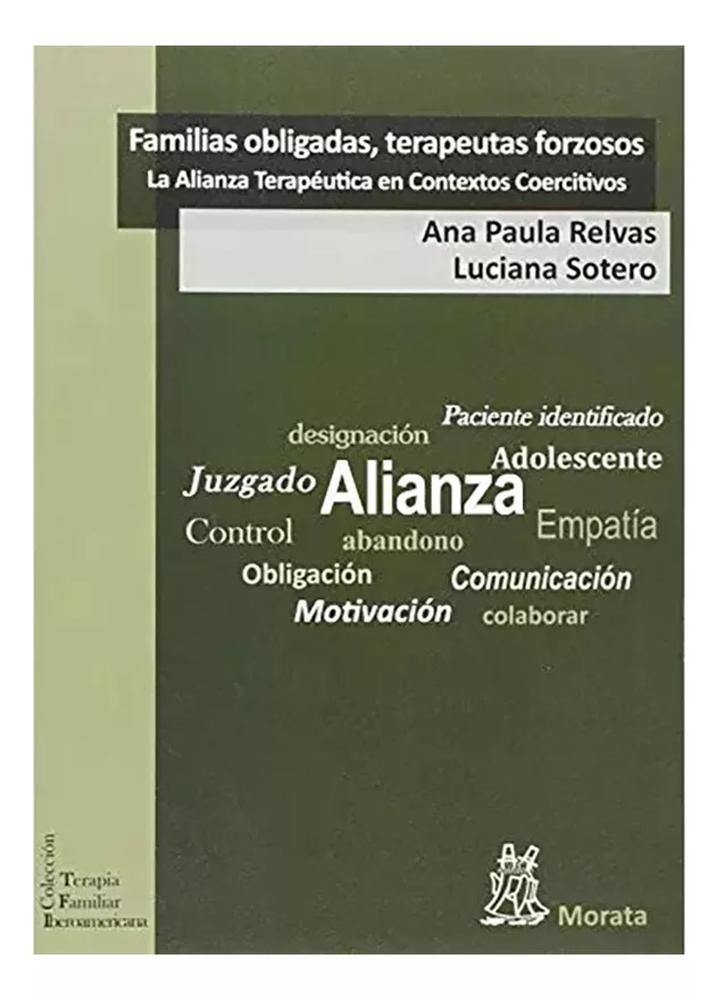 Familias obligadas, terapeutas forzosos
La Alianza Terapéutica en Contextos Coercitivos
Ana Paula Relvas
Luciana Sotero
Paciente identificado
designación
Adolescente
Juzgado
Alianza
Control
abandono
Empatía
Obligación
Comunicación
Motivación
colaborar
Colección
Terapia
Familiar
Iberoamericana
Morata